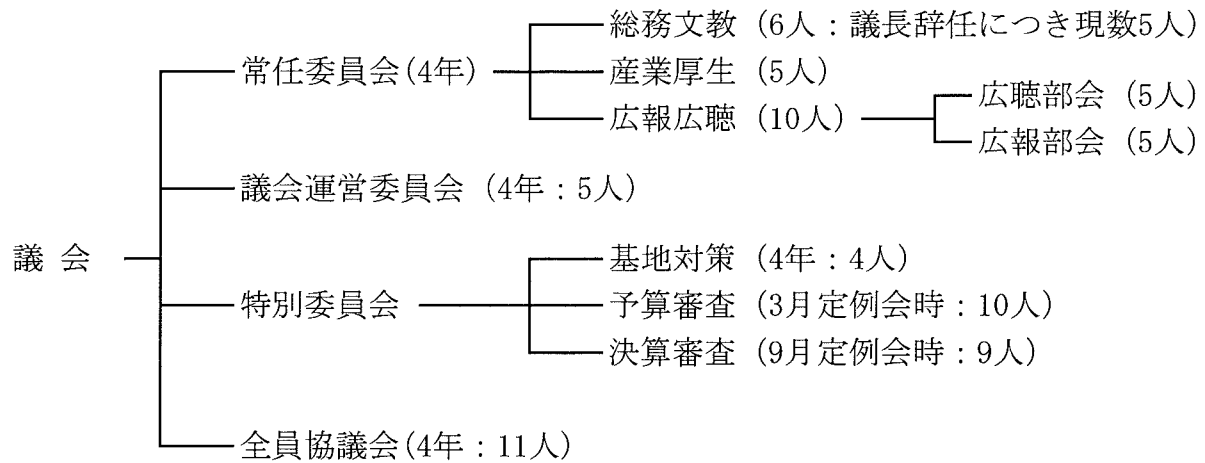 総務文教（6人：議長辞任につき現数5人）
常任委員会(4年)
産業厚生（5人）
広報広聴（10人）
広聴部会（5人）
広報部会（5人）
議会運営委員会（4年：5人）
議 会
基地対策（4年：4人）
特別委員会
予算審査（3月定例会時：10人）
決算審査（9月定例会時：9人）
全員協議会(4年：11人）